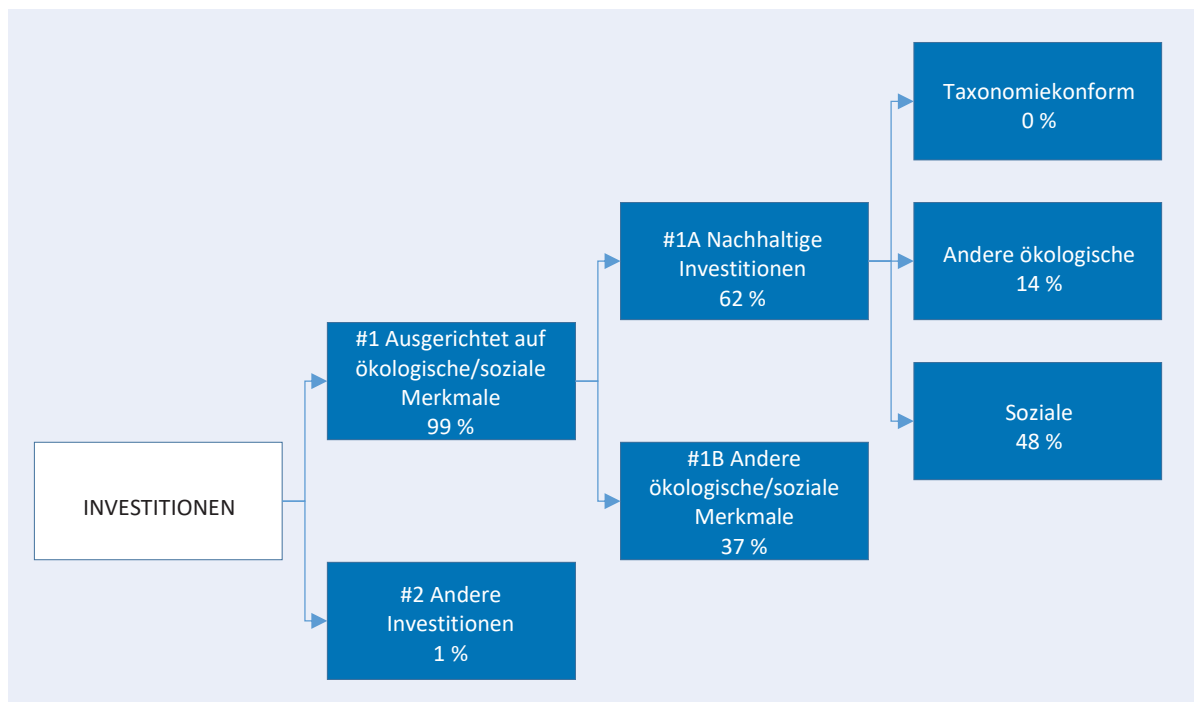 INVESTITIONEN
#1 Ausgerichtet auf
ökologische/soziale
Merkmale
99 %
#2 Andere
Investitionen
1 %
#1A Nachhaltige
Investitionen
62 %
#1B Andere
ökologische/soziale
Merkmale
37 %
Taxonomiekonform
0 %
Andere ökologische
14 %
Soziale
48 %